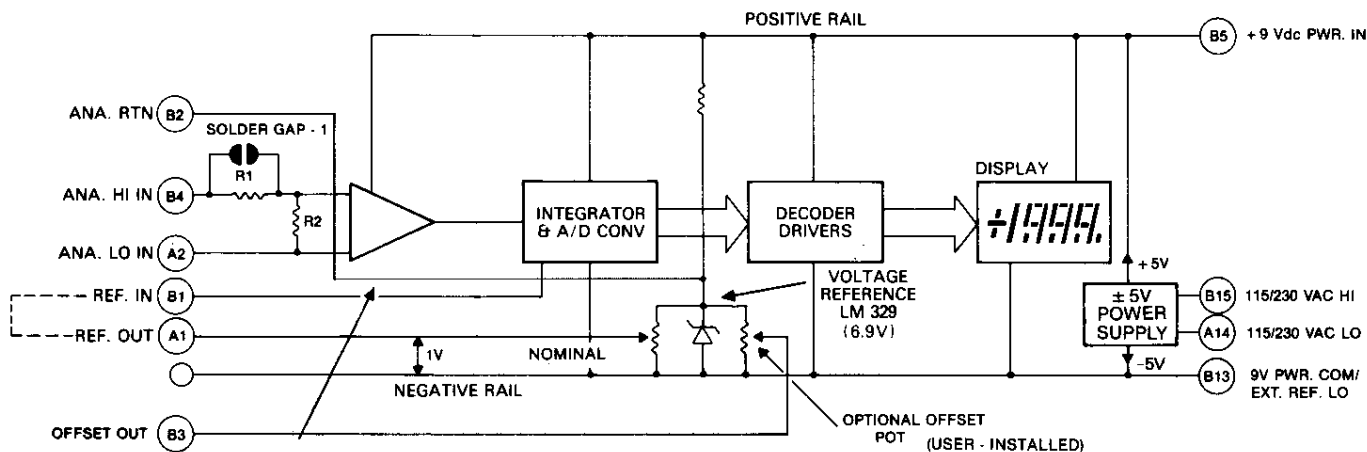 POSITIVE RAIL
B5 + 9 Vdc PWR. IN
ANA. RTN B2
SOLDER GAP - 1
R1
ANA. HI IN B4
R2
ANA. LO IN A2
INTEGRATOR
& A/D CONV
DECODER
DRIVERS
DISPLAY
÷1999.
+ 5V
REF. IN B1
VOLTAGE
REFERENCE
LM 329
(6.9V)
± 5V
POWER
SUPPLY
B15 115/230 VAC HI
REF. OUT A1
A14 115/230 VAC LO
1V
NOMINAL
NEGATIVE RAIL
-5V
B13 9V PWR. COM/
EXT. REF. LO
OFFSET OUT B3
OPTIONAL OFFSET
POT
(USER - INSTALLED)